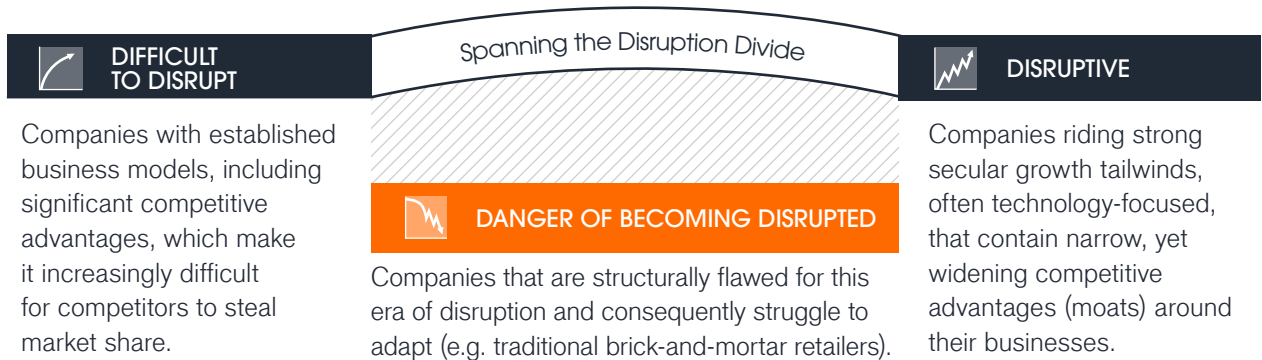 Spanning the Disruption Divide
DIFFICULT
TO DISRUPT
Companies with established
business models, including
significant competitive
advantages, which make
it increasingly difficult
for competitors to steal
market share.
DANGER OF BECOMING DISRUPTED
Companies that are structurally flawed for this
era of disruption and consequently struggle to
adapt (e.g. traditional brick-and-mortar retailers).
DISRUPTIVE
Companies riding strong
secular growth tailwinds,
often technology-focused,
that contain narrow, yet
widening competitive
advantages (moats) around
their businesses.